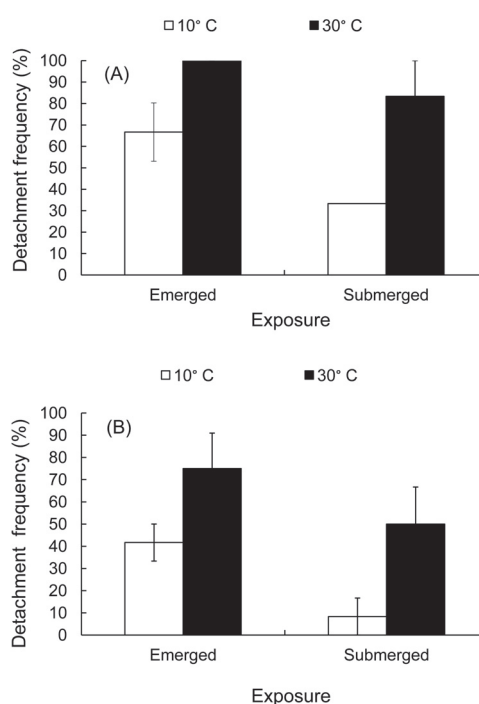 10° C 30° C
(A)
Detachment frequency (%)
100
90
80
70
60
50
40
30
20
10
0
Emerged Submerged
Exposure
10° C 30° C
(B)
Detachment frequency (%)
100
90
80
70
60
50
40
30
20
10
0
Emerged Submerged
Exposure